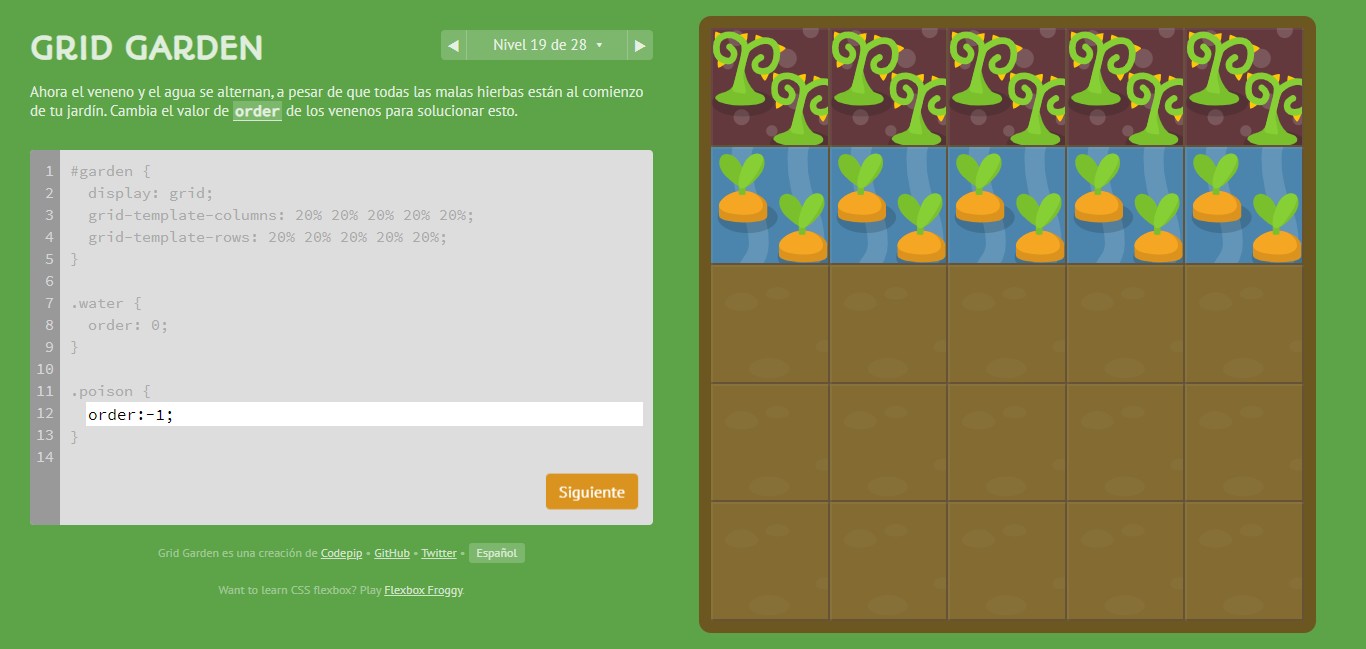 GRID GARDEN
◀ Nivel 19 de 28 ▾ ▶
Ahora el veneno y el agua se alternan, a pesar de que todas las malas hierbas están al comienzo
de tu jardín. Cambia el valor de order de los venenos para solucionar esto.
1 #garden {
2 display: grid;
3 grid-template-columns: 20% 20% 20% 20% 20%;
4 grid-template-rows: 20% 20% 20% 20% 20%;
5 }
6
7 .water {
8 order: 0;
9 }
10
11 .poison {
12 order:-1;
13 }
14
Siguiente
Grid Garden es una creación de Codepip • GitHub • Twitter • Español
Want to learn CSS flexbox? Play Flexbox Froggy.